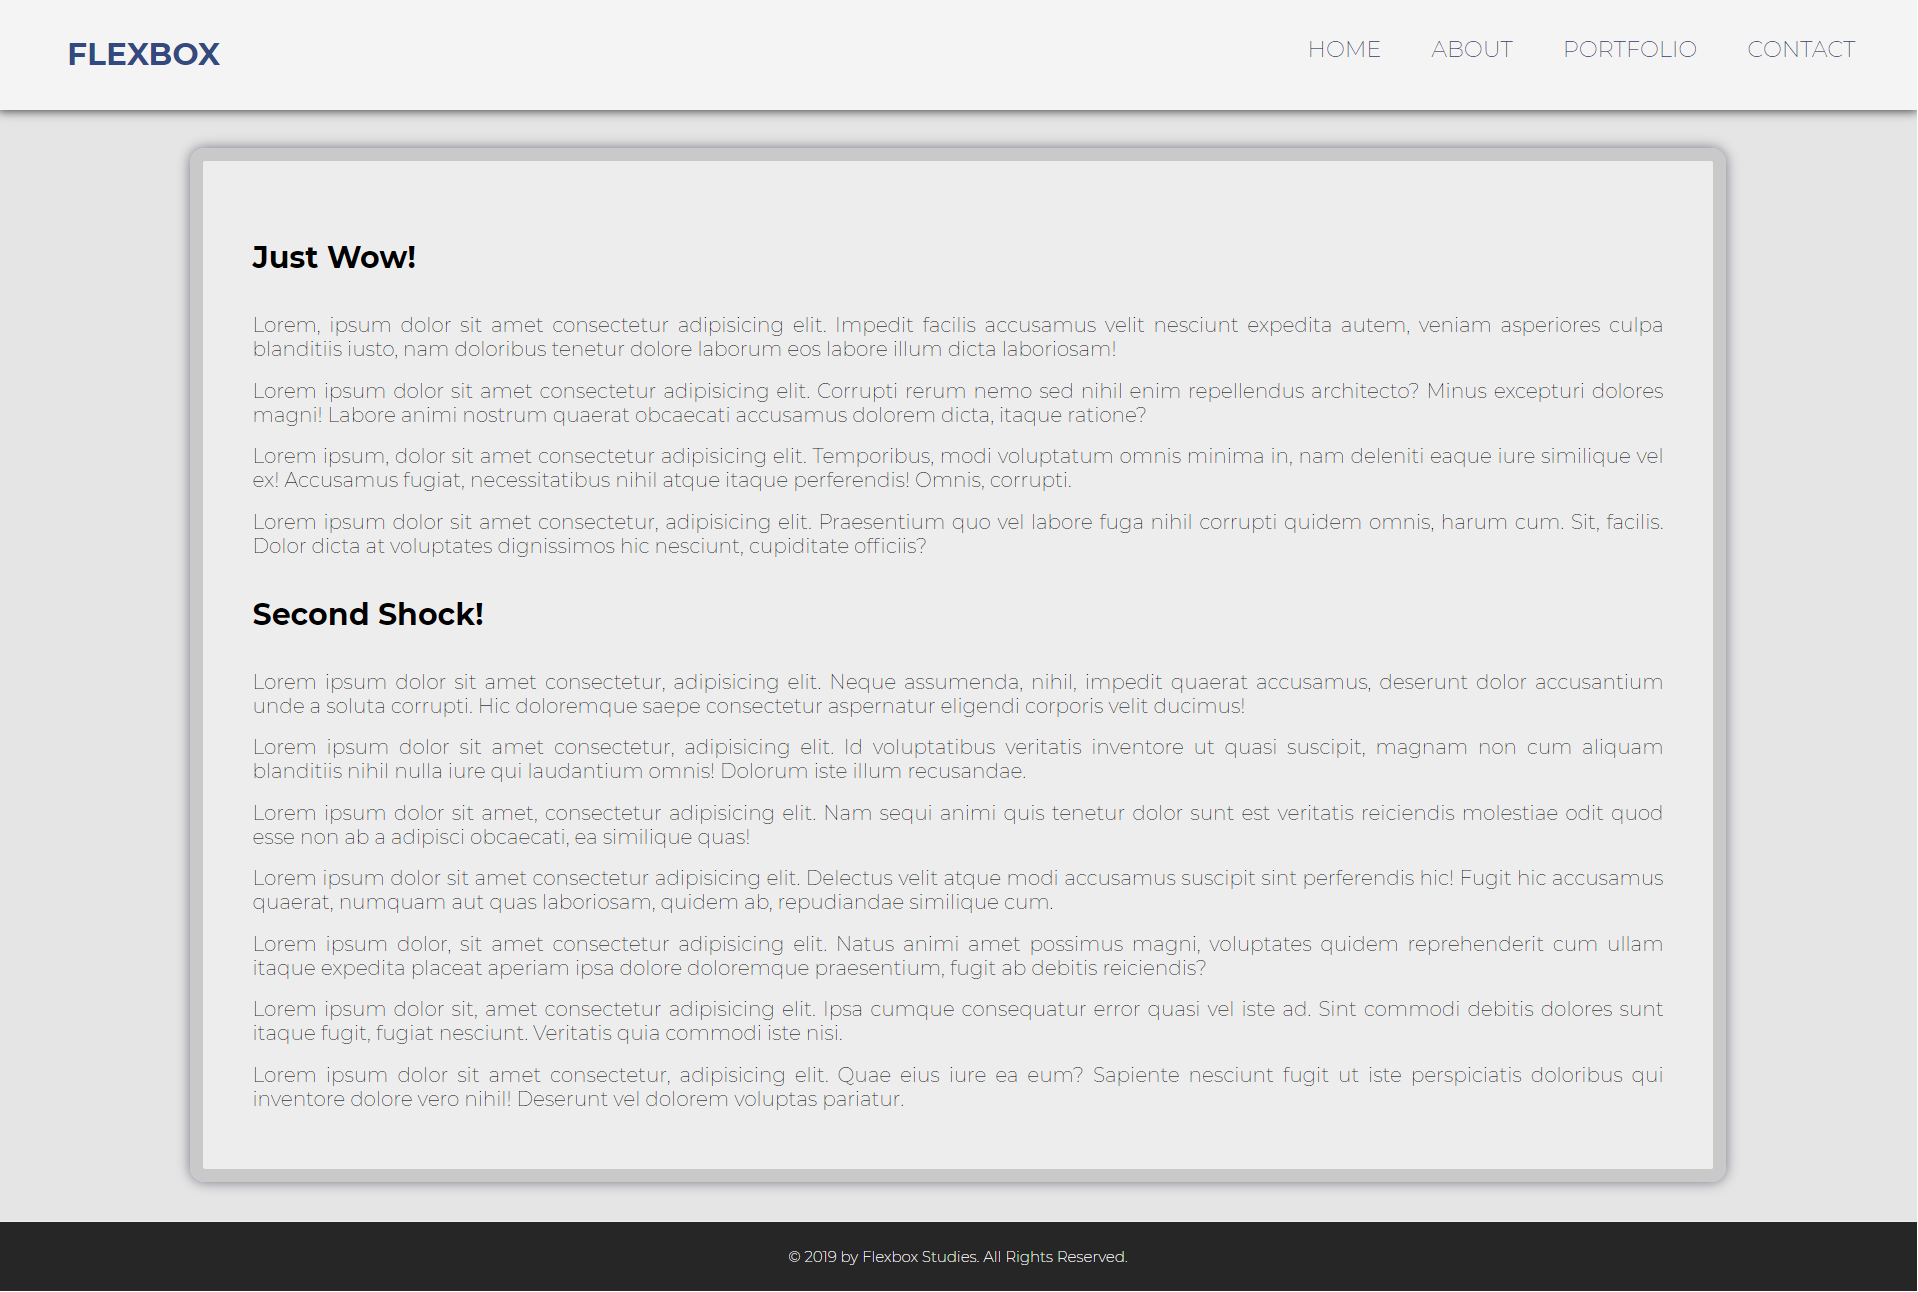 FLEXBOX
HOME ABOUT PORTFOLIO CONTACT
Just Wow!
Lorem, ipsum dolor sit amet consectetur adipisicing elit. Impedit facilis accusamus velit nesciunt expedita autem, veniam asperiores culpa
blanditiis iusto, nam doloribus tenetur dolore laborum eos labore illum dicta laboriosam!
Lorem ipsum dolor sit amet consectetur adipisicing elit. Corrupti rerum nemo sed nihil enim repellendus architecto? Minus excepturi dolores
magni! Labore animi nostrum quaerat obcaecati accusamus dolorem dicta, itaque ratione?
Lorem ipsum, dolor sit amet consectetur adipisicing elit. Temporibus, modi voluptatum omnis minima in, nam deleniti eaque iure similique vel
ex! Accusamus fugiat, necessitatibus nihil atque itaque perferendis! Omnis, corrupti.
Lorem ipsum dolor sit amet consectetur, adipisicing elit. Praesentium quo vel labore fuga nihil corrupti quidem omnis, harum cum. Sit, facilis.
Dolor dicta at voluptates dignissimos hic nesciunt, cupiditate officiis?
Second Shock!
Lorem ipsum dolor sit amet consectetur, adipisicing elit. Neque assumenda, nihil, impedit quaerat accusamus, deserunt dolor accusantium
unde a soluta corrupti. Hic doloremque saepe consectetur aspernatur eligendi corporis velit ducimus!
Lorem ipsum dolor sit amet consectetur, adipisicing elit. Id voluptatibus veritatis inventore ut quasi suscipit, magnam non cum aliquam
blanditiis nihil nulla iure qui laudantium omnis! Dolorum iste illum recusandae.
Lorem ipsum dolor sit amet, consectetur adipisicing elit. Nam sequi animi quis tenetur dolor sunt est veritatis reiciendis molestiae odit quod
esse non ab a adipisci obcaecati, ea similique quas!
Lorem ipsum dolor sit amet consectetur adipisicing elit. Delectus velit atque modi accusamus suscipit sint perferendis hic! Fugit hic accusamus
quaerat, numquam aut quas laboriosam, quidem ab, repudiandae similique cum.
Lorem ipsum dolor, sit amet consectetur adipisicing elit. Natus animi amet possimus magni, voluptates quidem reprehenderit cum ullam
itaque expedita placeat aperiam ipsa dolore doloremque praesentium, fugit ab debitis reiciendis?
Lorem ipsum dolor sit, amet consectetur adipisicing elit. Ipsa cumque consequatur error quasi vel iste ad. Sint commodi debitis dolores sunt
itaque fugit, fugiat nesciunt. Veritatis quia commodi iste nisi.
Lorem ipsum dolor sit amet consectetur, adipisicing elit. Quae eius iure ea eum? Sapiente nesciunt fugit ut iste perspiciatis doloribus qui
inventore dolore vero nihil! Deserunt vel dolorem voluptas pariatur.
© 2019 by Flexbox Studies. All Rights Reserved.